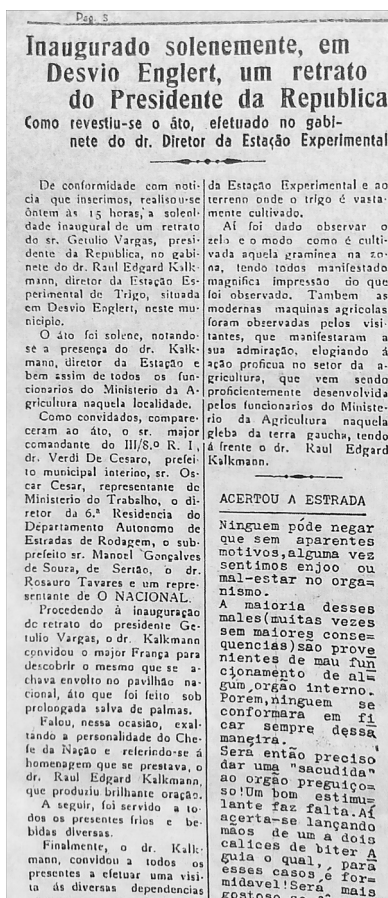 Pag. 3
Inaugurado solenemente, em
Desvio Englert, um retrato
do Presidente da Republica
Como revestiu-se o áto, efetuado no gabi-
nete do dr. Diretor da Estação Experimental
De conformidade com noti-
cia que inserimos, realisou-se
ôntem ás 15 horas, a soleni-
dade inaugural de um retrato
do sr. Getulio Vargas, presi-
dente da Republica, no gabi-
nete do dr. Raul Edgard Kalk-
mann, diretor da Estação Es-
perimental de Trigo, situada
em Desvio Englert, neste mu-
nicipio.
O áto foi solene, notando-
se a presença do dr. Kalk-
mann, diretor da Estação e
bem assim de todos os fun-
cionarios do Ministerio da A-
gricultura naquela localidade.
Como convidados, compare-
ceram ao áto, o sr. major
comandante do III/8.º R. I,
dr. Verdi De Cesaro, prefei-
to municipal interino, sr. Os-
car Cesar, representante de
Ministerio do Trabalho, o di-
retor da 6.ª Residencia do
Departamento Autonomo de
Estradas de Rodagem, o sub-
prefeito sr. Manoel Gonçalves
de Soura, de Sertão, o dr.
Rosauro Tavares e um repre-
sentante de O NACIONAL.
Procedendo à inauguração
de retrato do presidente Ge-
tulio Vargas, o dr. Kalkmann
convidou o major França para
descobrir o mesmo que se a-
chava envolto no pavilhão na-
cional, áto que foi feito sob
prolongada salva de palmas.
Falou, nessa ocasião, exal-
tando a personalidade do Che-
fe da Nação e referindo-se á
homenagem que se prestava, o
dr. Raul Edgard Kalkmann,
que produziu brilhante oração.
A seguir, foi servido a to-
dos os presentes frios e be-
bidas diversas.
Finalmente, o dr. Kalk-
mann, convidou a todos os
presentes a efetuar uma visi-
ta ás diversas dependencias
da Estação Experimental e ao
terreno onde o trigo é vasta-
mente cultivado.
Aí foi dado observar o
zelo e o modo como é culti-
vada aquela graminea na zo-
na, tendo todos manifestado
magnifica impressão do que
foi observado. Tambem as
modernas maquinas agricolas
foram observadas pelos visi-
tantes, que manifestaram a
sua admiração, elugiando á
ação proficua no setor da a-
gricultura, que vem sendo
proficientemente desenvolvida
pelos funcionarios do Ministe-
rio da Agricultura naquela
gleba da terra gaucha, tendo
á frente o dr. Raul Edgard
Kalkmann.
ACERTOU A ESTRADA
Ninguem póde negar
que sem aparentes
motivos,alguma vez
sentimos enjoo ou
mal-estar no orga=
nismo.
A maioria desses
males(muitas vezes
sem maiores conse=
quencias)são prove
nientes de mau fun
cionamento de al=
gum,orgão interno.
Porem,ninguem se
conformara em fi
car sempre dessa
maneira.
Será então preciso
dar uma "sacudida"
ao orgão preguiço=
so!Um bom estimu=
lante faz falta.Aí
acerta-se lançando
mãos de um a dois
calices de biter A
guia o qual, para
esses casos é for=
midavel!Será mais
gostoso